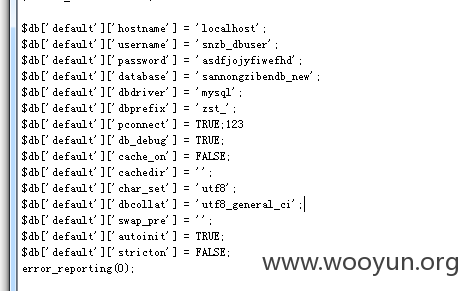 $db['default']['hostname'] = 'localhost';
$db['default']['username'] = 'snzb_dbuser';
$db['default']['password'] = 'asdfjojyfiwefhd';
$db['default']['database'] = 'sannongzibendb_new';
$db['default']['dbdriver'] = 'mysql';
$db['default']['dbprefix'] = 'zst_';
$db['default']['pconnect'] = TRUE;123
$db['default']['db_debug'] = TRUE;
$db['default']['cache_on'] = FALSE;
$db['default']['cachedir'] = '';
$db['default']['char_set'] = 'utf8';
$db['default']['dbcollat'] = 'utf8_general_ci';
$db['default']['swap_pre'] = '';
$db['default']['autoinit'] = TRUE;
$db['default']['stricton'] = FALSE;
error_reporting(0);
www.wooyun.org